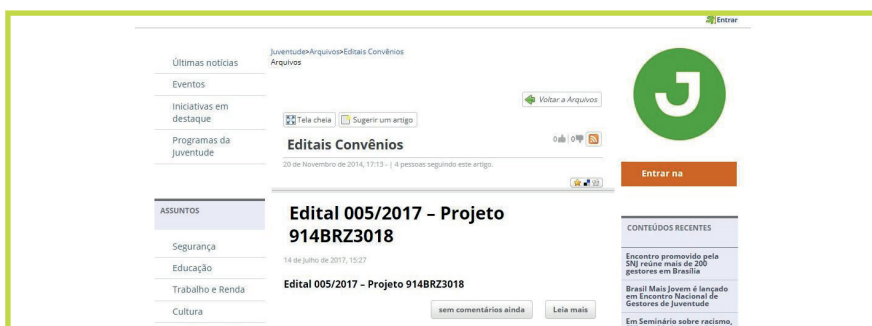 Entrar
Últimas notícias
Eventos
Iniciativas em
destaque
Programas da
Juventude
ASSUNTOS
Segurança
Educação
Trabalho e Renda
Cultura
Juventude>Arquivos>Editais Convênios
Arquivos
Voltar a Arquivos
Tela cheia
Sugerir um artigo
Editais Convênios
0 0
20 de Novembro de 2014, 17:13 - | 4 pessoas seguindo este artigo.
Edital 005/2017 – Projeto
914BRZ3018
14 de Julho de 2017, 15:27
Edital 005/2017 – Projeto 914BRZ3018
sem comentários ainda
Leia mais
J
Entrar na
CONTEÚDOS RECENTES
Encontro promovido pela
SNJ reúne mais de 200
gestores em Brasília
Brasil Mais Jovem é lançado
em Encontro Nacional de
Gestores de Juventude
Em Seminário sobre racismo,